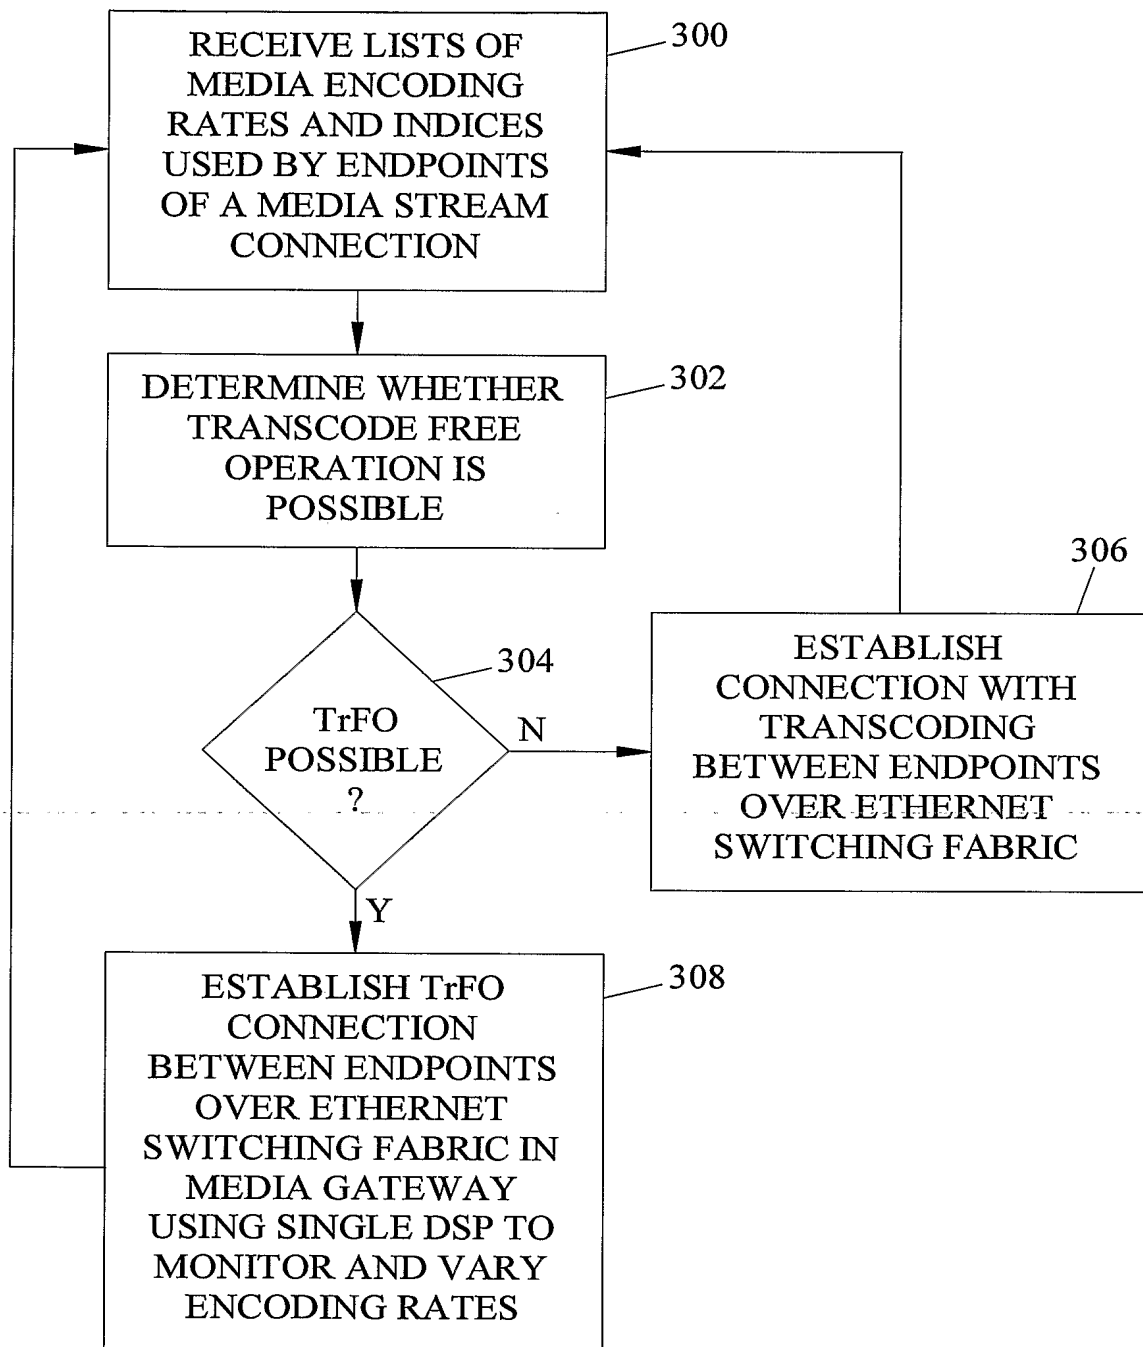 RECEIVE LISTS OF
MEDIA ENCODING
RATES AND INDICES
USED BY ENDPOINTS
OF A MEDIA STREAM
CONNECTION
300
DETERMINE WHETHER
TRANSCODE FREE
OPERATION IS
POSSIBLE
302
TrFO
POSSIBLE
?
304
N
Y
306
ESTABLISH
CONNECTION WITH
TRANSCODING
BETWEEN ENDPOINTS
OVER ETHERNET
SWITCHING FABRIC
ESTABLISH TrFO
CONNECTION
BETWEEN ENDPOINTS
OVER ETHERNET
SWITCHING FABRIC IN
MEDIA GATEWAY
USING SINGLE DSP TO
MONITOR AND VARY
ENCODING RATES
308